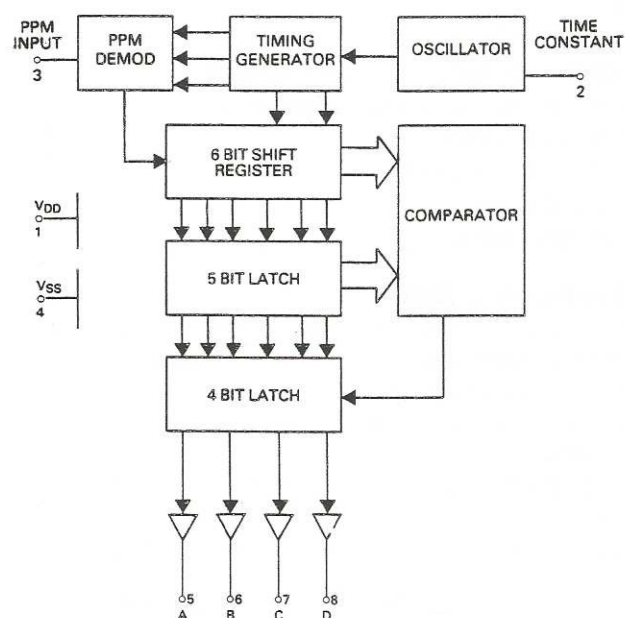 PPM
INPUT
3
PPM
DEMOD
TIMING
GENERATOR
OSCILLATOR
TIME
CONSTANT
2
6 BIT SHIFT
REGISTER
COMPARATOR
VDD
1
5 BIT LATCH
VSS
4
4 BIT LATCH
5
6
7
8
A
B
C
D